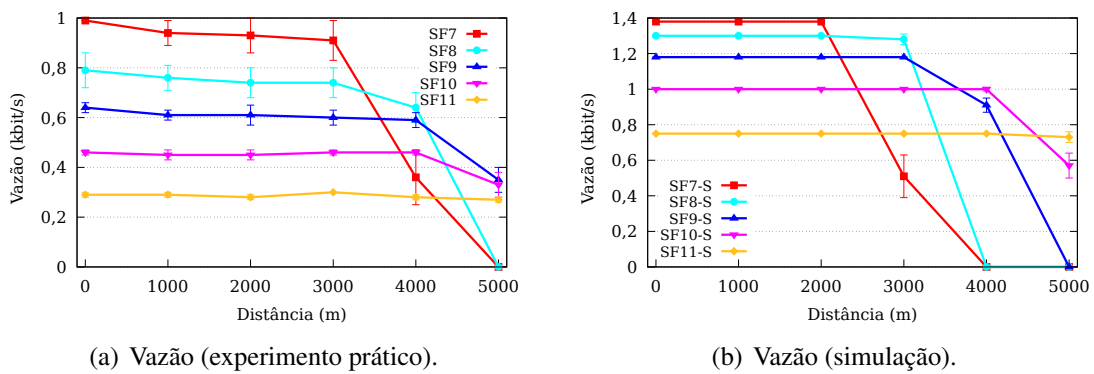 Vazão (kbit/s)
1
0,8
0,6
0,4
0,2
0
0 1000 2000 3000 4000 5000
Distância (m)
SF7
SF8
SF9
SF10
SF11
(a) Vazão (experimento prático).
Vazão (kbit/s)
1,4
1,2
1
0,8
0,6
0,4
0,2
0
0 1000 2000 3000 4000 5000
Distância (m)
SF7-S
SF8-S
SF9-S
SF10-S
SF11-S
(b) Vazão (simulação).